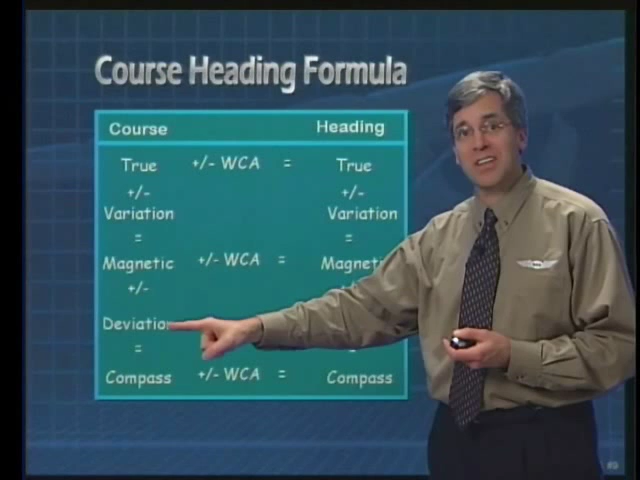 Course Heading Formula
Course Heading
True +/- WCA = True
+/- +/-
Variation Variation
= =
Magnetic +/- WCA = Magnetic
+/-
Deviation
= =
Compass +/- WCA = Compass